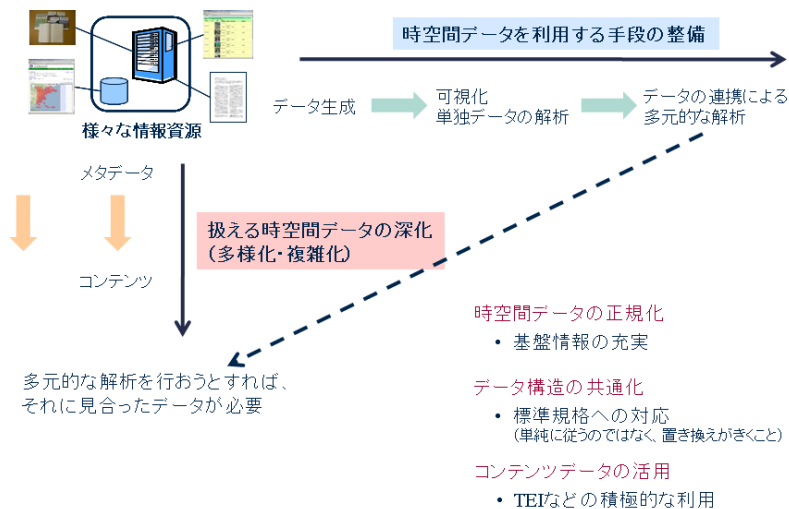 時空間データを利用する手段の整備
データ生成
可視化
単独データの解析
データの連携による
多元的な解析
様々な情報資源
メタデータ
扱える時空間データの深化
（多様化・複雑化）
コンテンツ
多元的な解析を行おうとすれば、
それに見合ったデータが必要
時空間データの正規化
• 基盤情報の充実
データ構造の共通化
• 標準規格への対応
（単純に従うのではなく、置き換えがきくこと）
コンテンツデータの活用
• TEIなどの積極的な利用